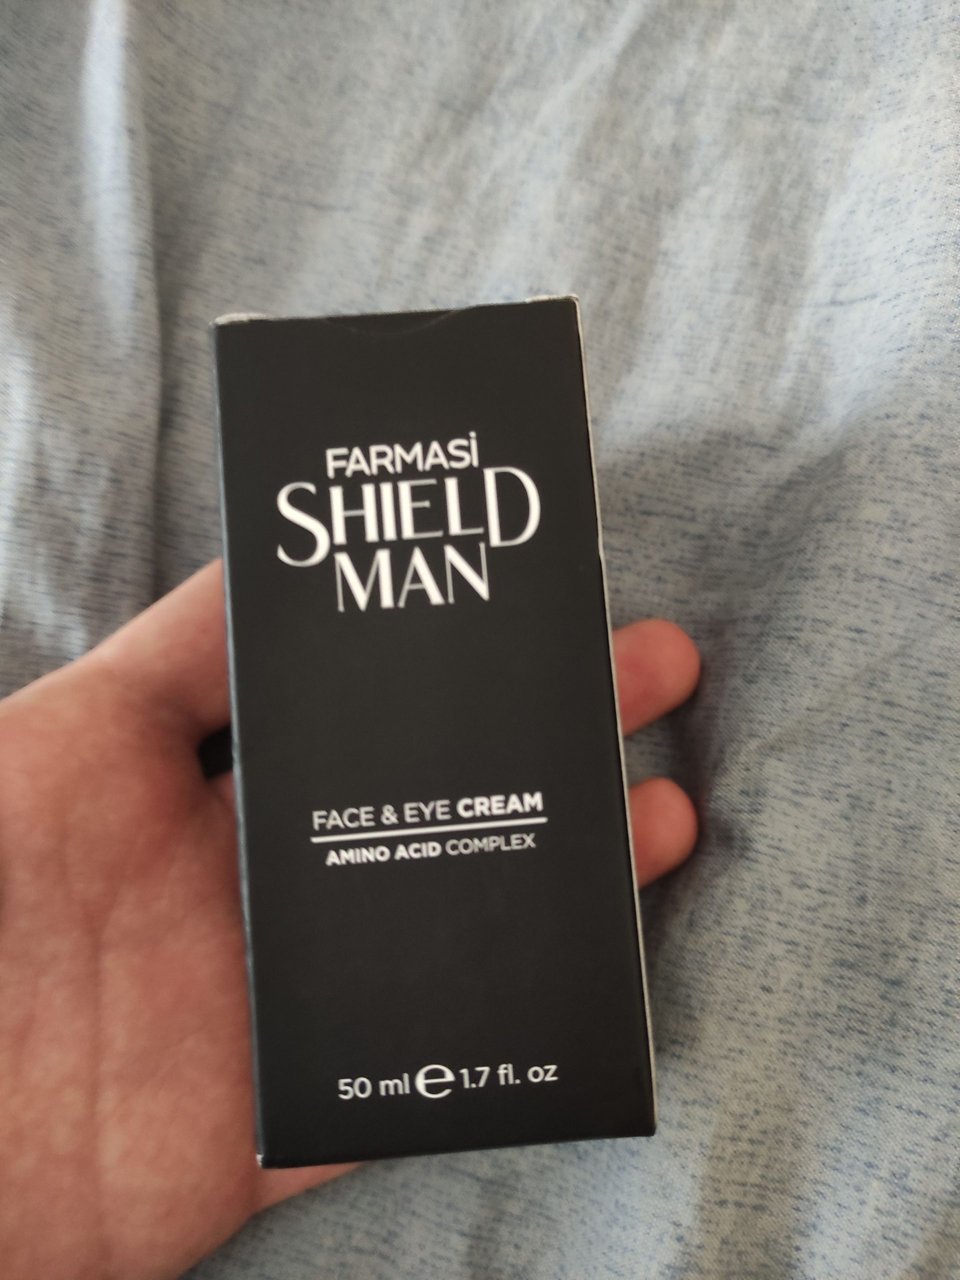 FARMASi
SHIELD
MAN
FACE & EYE CREAM
AMINO ACID COMPLEX
50 ml ℮ 1.7 fl. oz